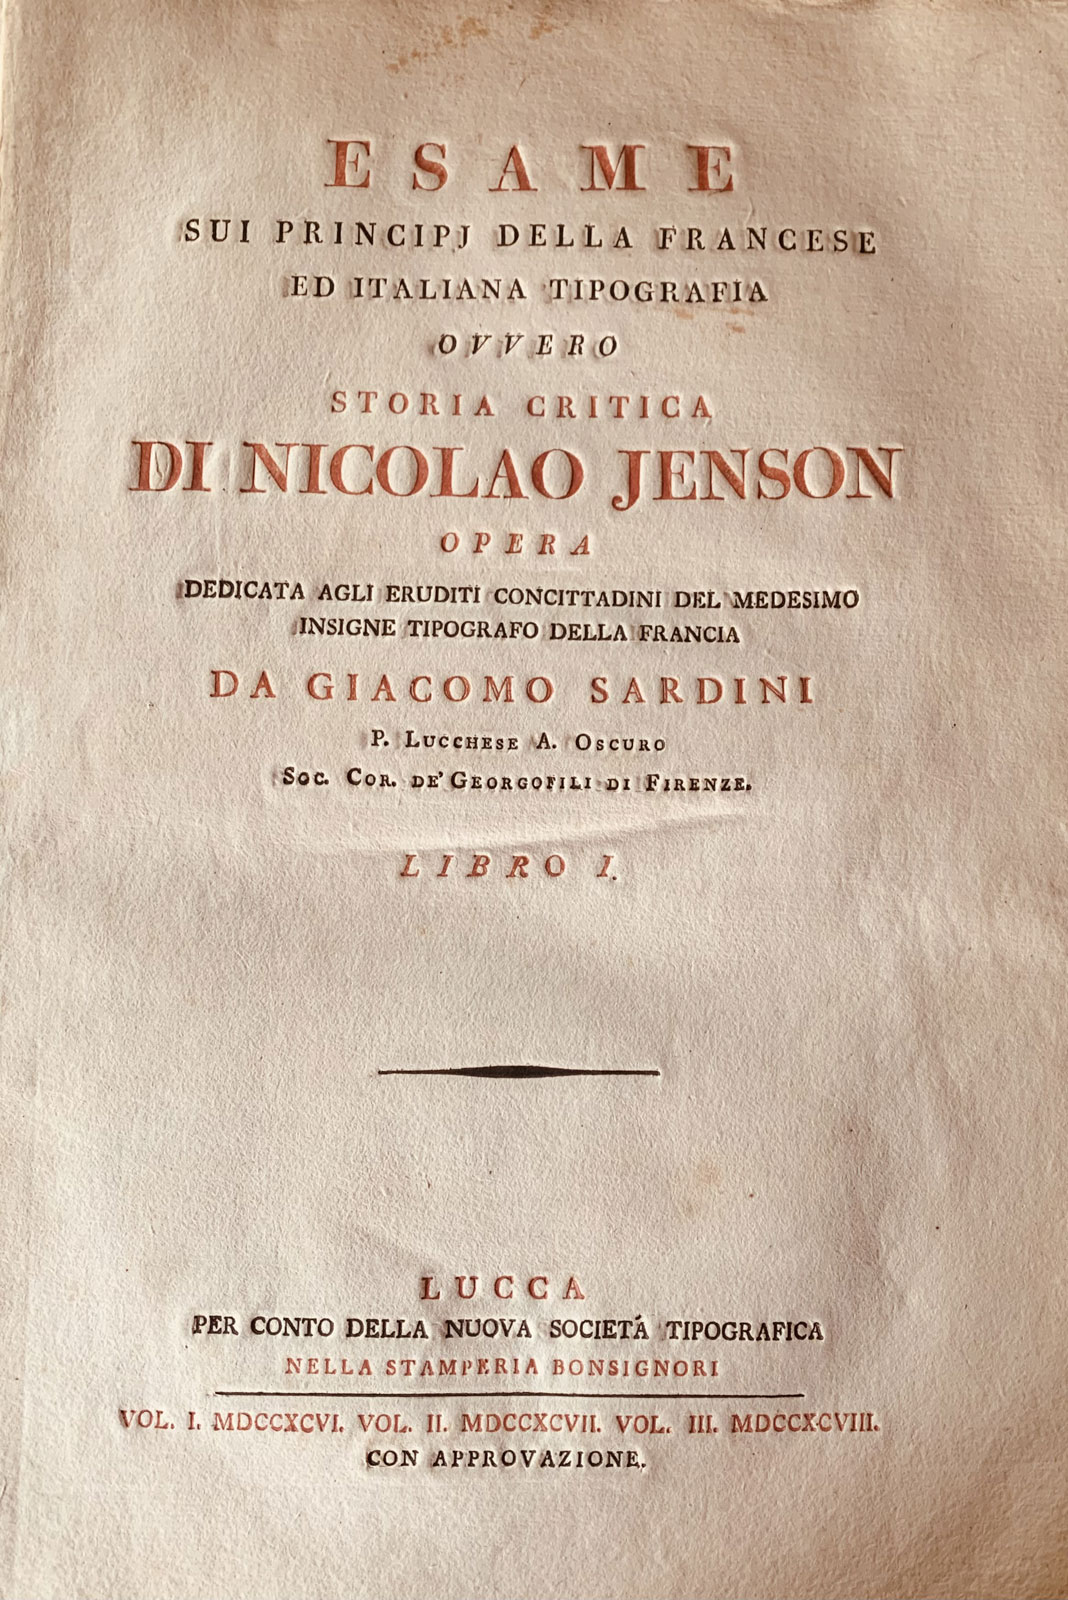 ESAME
SUI PRINCIPJ DELLA FRANCESE
ED ITALIANA TIPOGRAFIA
OVVERO
STORIA CRITICA
DI NICOLAO JENSON
OPERA
DEDICATA AGLI ERUDITI CONCITTADINI DEL MEDESIMO
INSIGNE TIPOGRAFO DELLA FRANCIA
DA GIACOMO SARDINI
P. LUCCHESE A. OSCURO
SOC. COR. DE' GEORGOFILI DI FIRENZE.
LIBRO I.
LUCCA
PER CONTO DELLA NUOVA SOCIETÁ TIPOGRAFICA
NELLA STAMPERIA BONSIGNORI
VOL. I. MDCCXCVI. VOL. II. MDCCXCVII. VOL. III. MDCCXCVIII.
CON APPROVAZIONE.